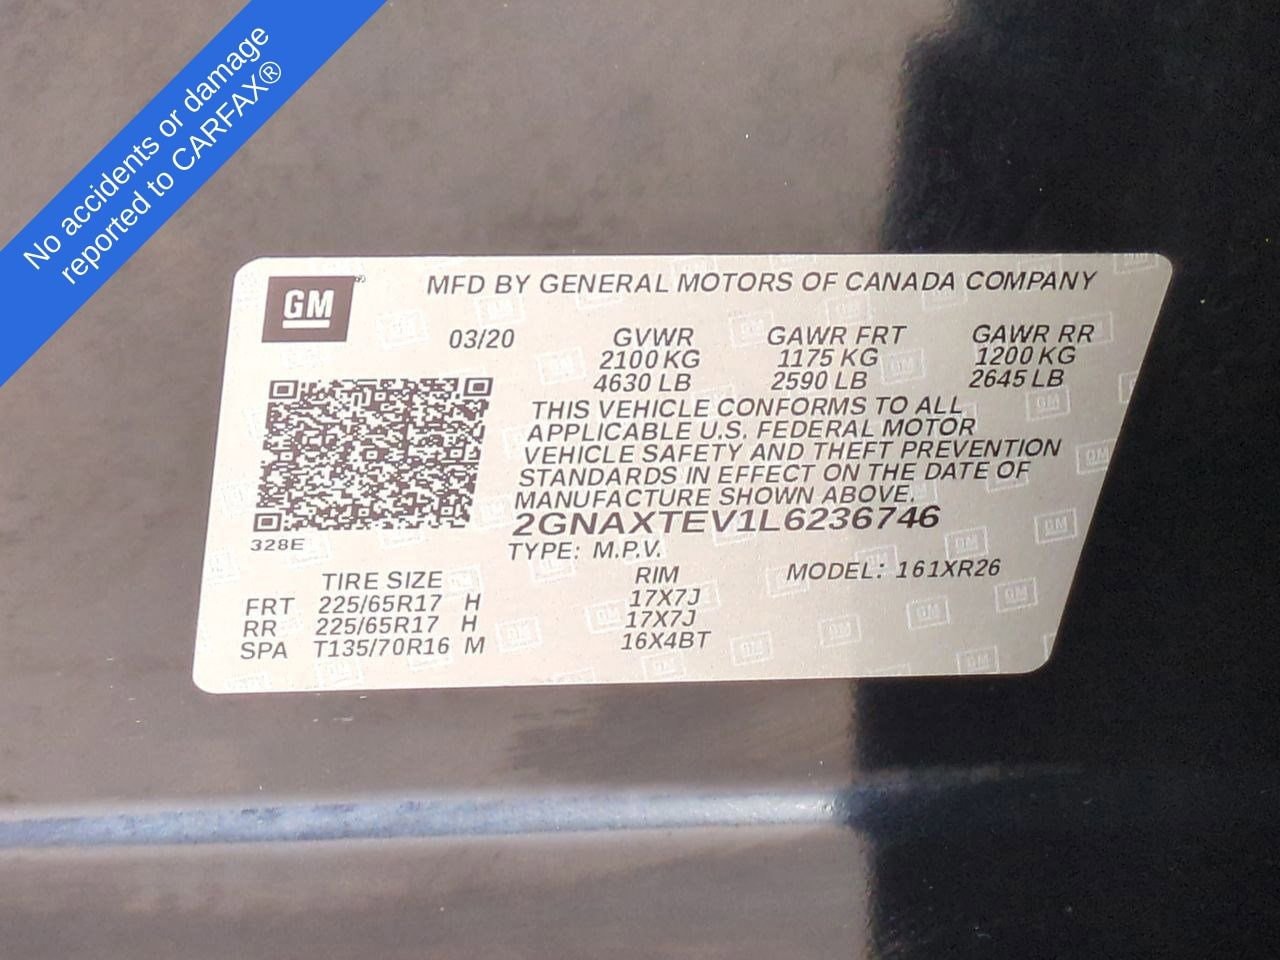 No accidents or damage
reported to CARFAX®
GM
MFD BY GENERAL MOTORS OF CANADA COMPANY
03/20 GVWR GAWR FRT GAWR RR
2100 KG 1175 KG 1200 KG
4630 LB 2590 LB 2645 LB
THIS VEHICLE CONFORMS TO ALL
APPLICABLE U.S. FEDERAL MOTOR
VEHICLE SAFETY AND THEFT PREVENTION
STANDARDS IN EFFECT ON THE DATE OF
MANUFACTURE SHOWN ABOVE.
2GNAXTEV1L6236746
328E
TYPE: M.P.V.
TIRE SIZE RIM MODEL: 161XR26
FRT 225/65R17 H 17X7J
RR 225/65R17 H 17X7J
SPA T135/70R16 M 16X4BT